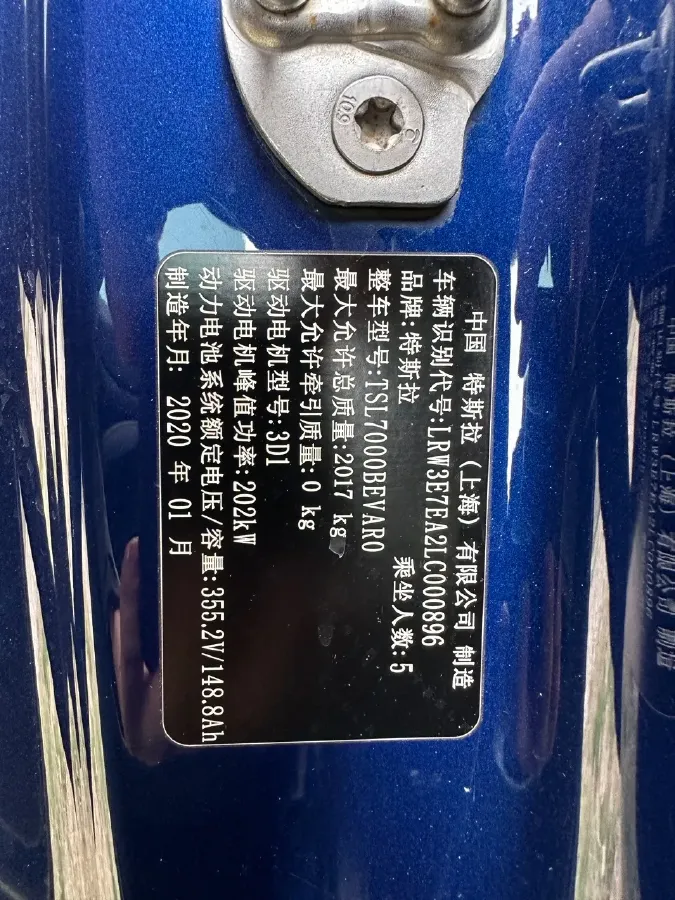 中国 特斯拉(上海)有限公司 制造
车辆识别代号:LRW3E7EA2LC000896
品牌:特斯拉 乘坐人数:5
整车型号:TSL7000BEVAR0
最大允许总质量:2017 kg
最大允许牵引质量:0 kg
驱动电机型号:3D1
驱动电机峰值功率:202kW
动力电池系统额定电压/容量:355.2V/148.8Ah
制造年月: 2020 年 01 月
10.9